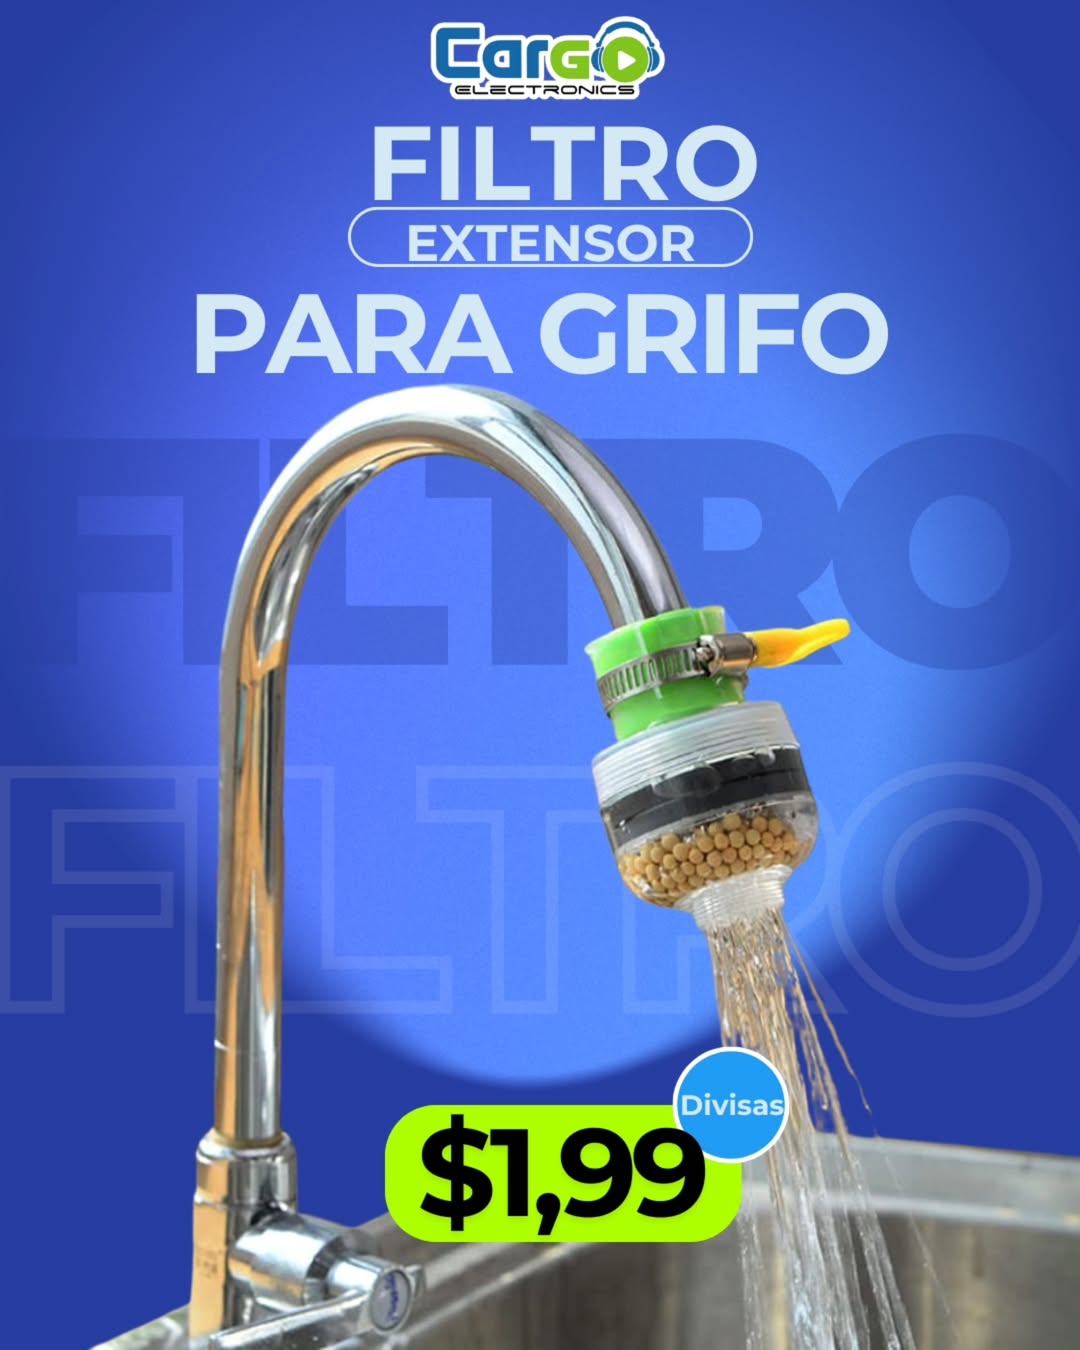 CarGO
ELECTRONICS
FILTRO
EXTENSOR
PARA GRIFO
FILTRO
FILTRO
Divisas
$1,99